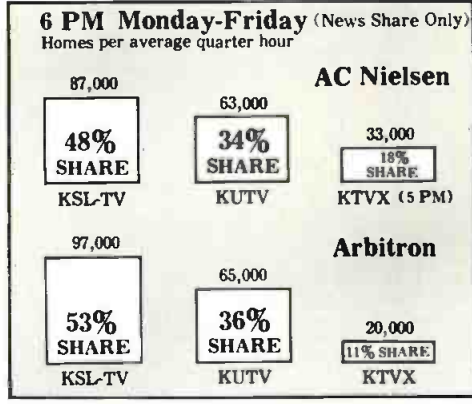 6 PM Monday-Friday (News Share Only)
Homes per average quarter hour
AC Nielsen
87,000
48%
SHARE
KSL-TV
63,000
34%
SHARE
KUTV
33,000
18%
SHARE
KTVX (5 PM)
Arbitron
97,000
53%
SHARE
KSL-TV
65,000
36%
SHARE
KUTV
20,000
11% SHARE
KTVX